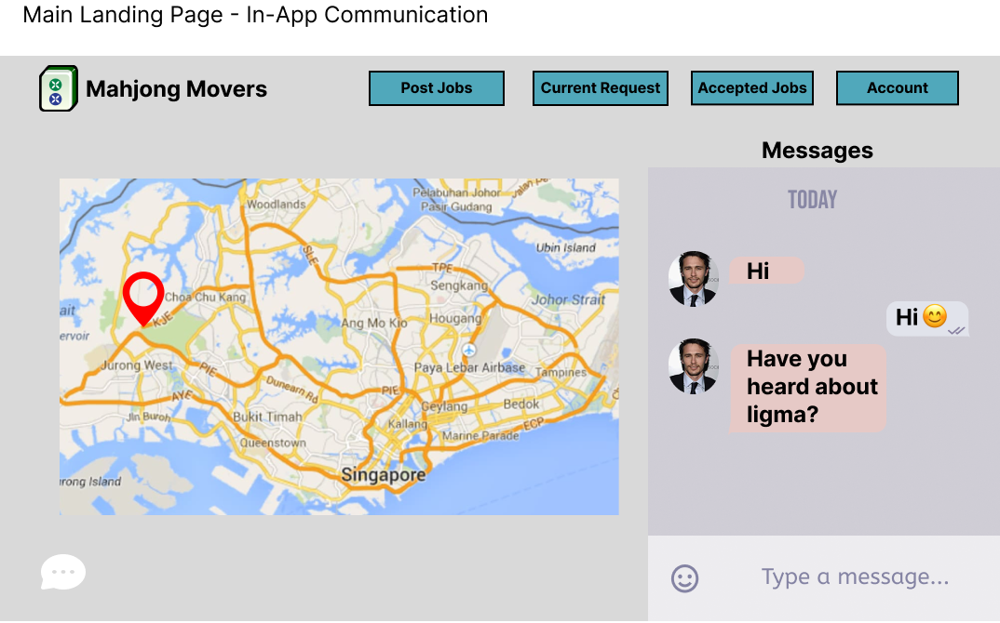 Main Landing Page - In-App Communication
Mahjong Movers
Post Jobs
Current Request
Accepted Jobs
Account
Messages
TODAY
Hi
Hi
Have you
heard about
ligma?
Type a message...
Woodlands
Pelabuhan Johor
Pasir Gudang
Jalan
Ubin Island
SLE
TPE
Sengkang
Johor Strait
Choa Chu Kang
ait
ervoir
KJE
Ang Mo Kio
Hougang
Jurong West
PIE
Paya Lebar Airbase
Tampines
Dunearn Rd
PIE
AYE
Geylang
Bedok
Jln Buroh
Bukit Timah
Kallang
ECP
Marine Parade
Queenstown
Singapore
rong Island